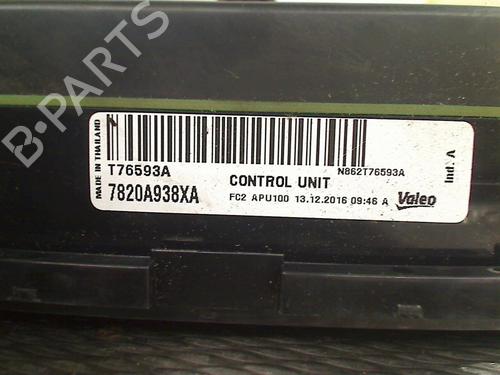 B-PARTS
MADE IN THAILAND
T76593A
N862T76593A
7820A938XA
CONTROL UNIT
FC2 APU100 13.12.2016 09:46 A
Valeo
Ind. A